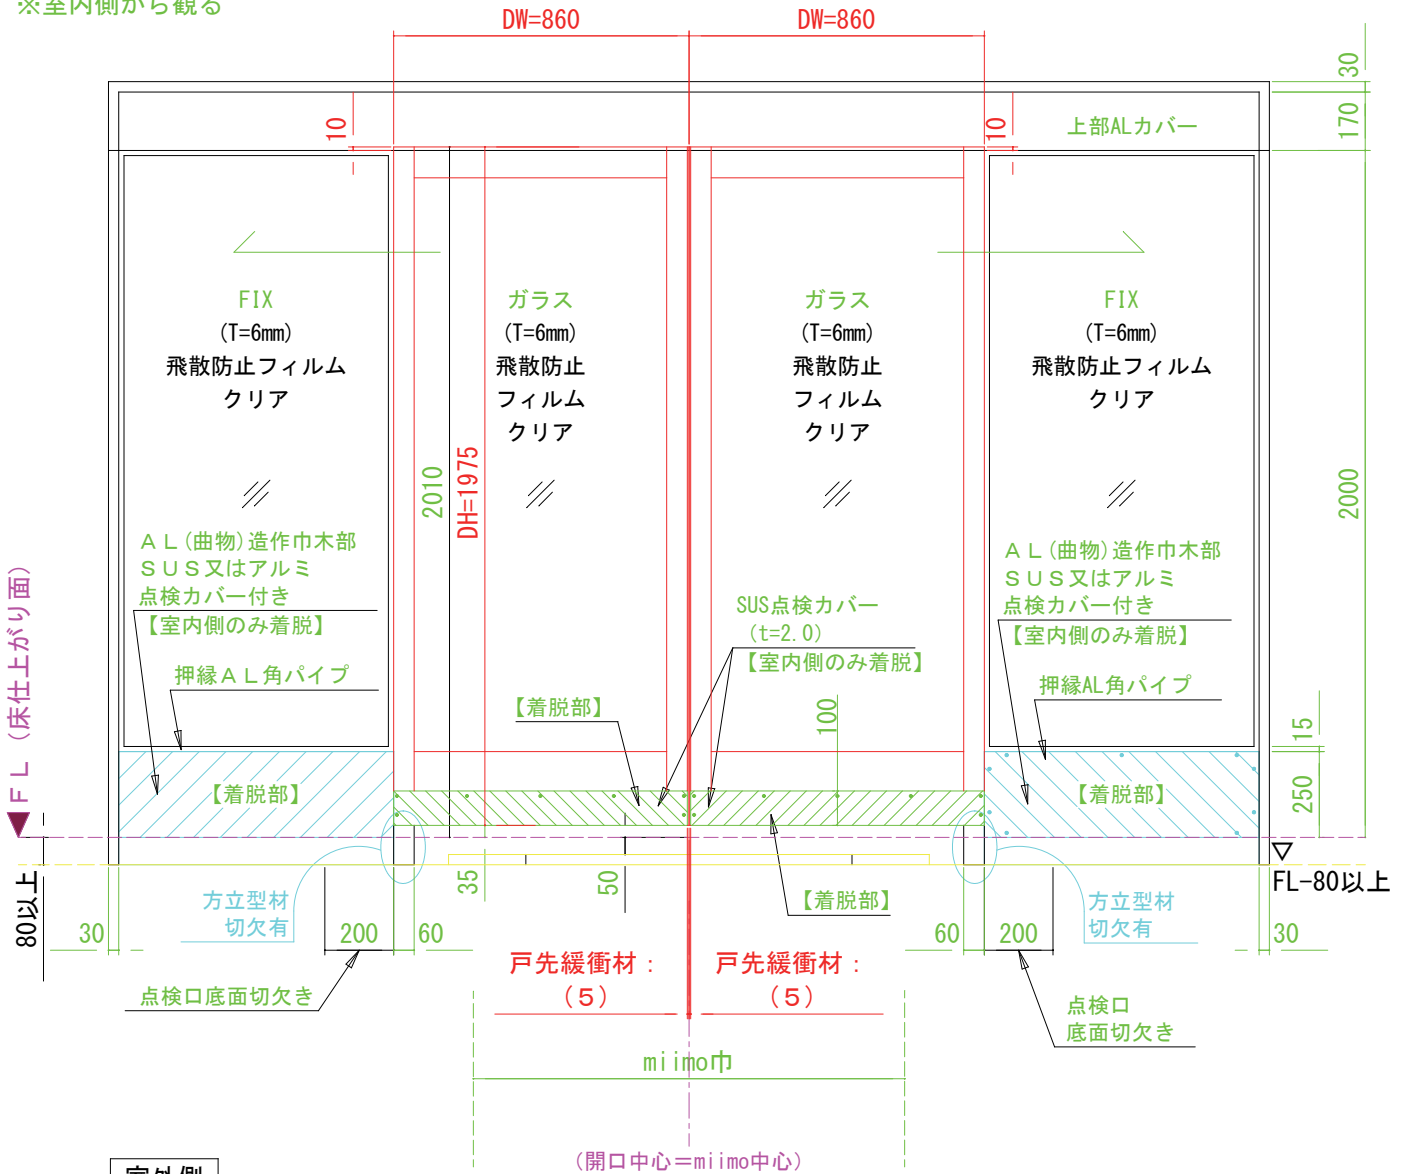 ※室内側から観る
DW=860
DW=860
30
170
10
10
上部ALカバー
FIX
(T=6mm)
飛散防止フィルム
クリア
ガラス
(T=6mm)
飛散防止
フィルム
クリア
ガラス
(T=6mm)
飛散防止
フィルム
クリア
FIX
(T=6mm)
飛散防止フィルム
クリア
2010
DH=1975
2000
AL(曲物)造作巾木部
SUS又はアルミ
点検カバー付き
【室内側のみ着脱】
押縁AL角パイプ
SUS点検カバー
(t=2.0)
【室内側のみ着脱】
AL(曲物)造作巾木部
SUS又はアルミ
点検カバー付き
【室内側のみ着脱】
押縁AL角パイプ
【着脱部】
100
15
250
【着脱部】
【着脱部】
FL(床仕上がり面)
80以上
35
50
【着脱部】
FL-80以上
方立型材
切欠有
方立型材
切欠有
30
200
60
60
200
30
戸先緩衝材：
(5)
戸先緩衝材：
(5)
点検口底面切欠き
点検口
底面切欠き
miimo巾
(開口中心=miimo中心)
室外側